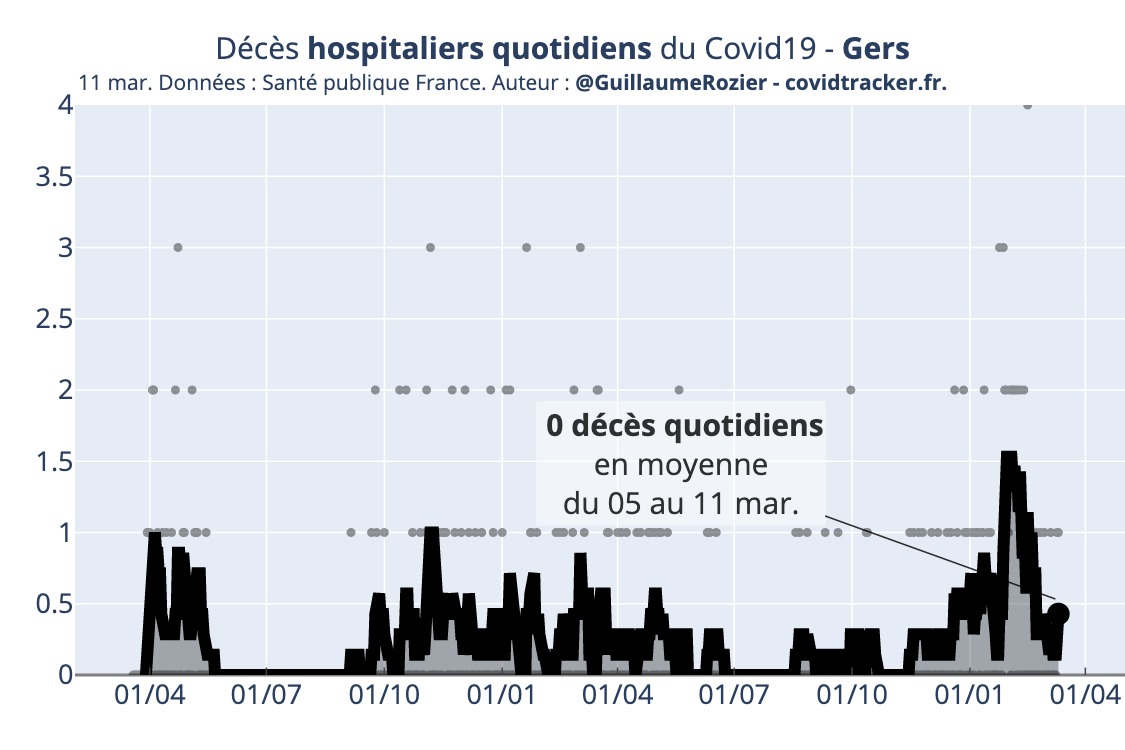 Décès hospitaliers quotidiens du Covid19 - Gers
11 mar. Données : Santé publique France. Auteur : @GuillaumeRozier - covidtracker.fr.
4
3.5
3
2.5
2
0 décès quotidiens
en moyenne
du 05 au 11 mar.
1.5
1
0.5
0
01/04 01/07 01/10 01/01 01/04 01/07 01/10 01/01 01/04